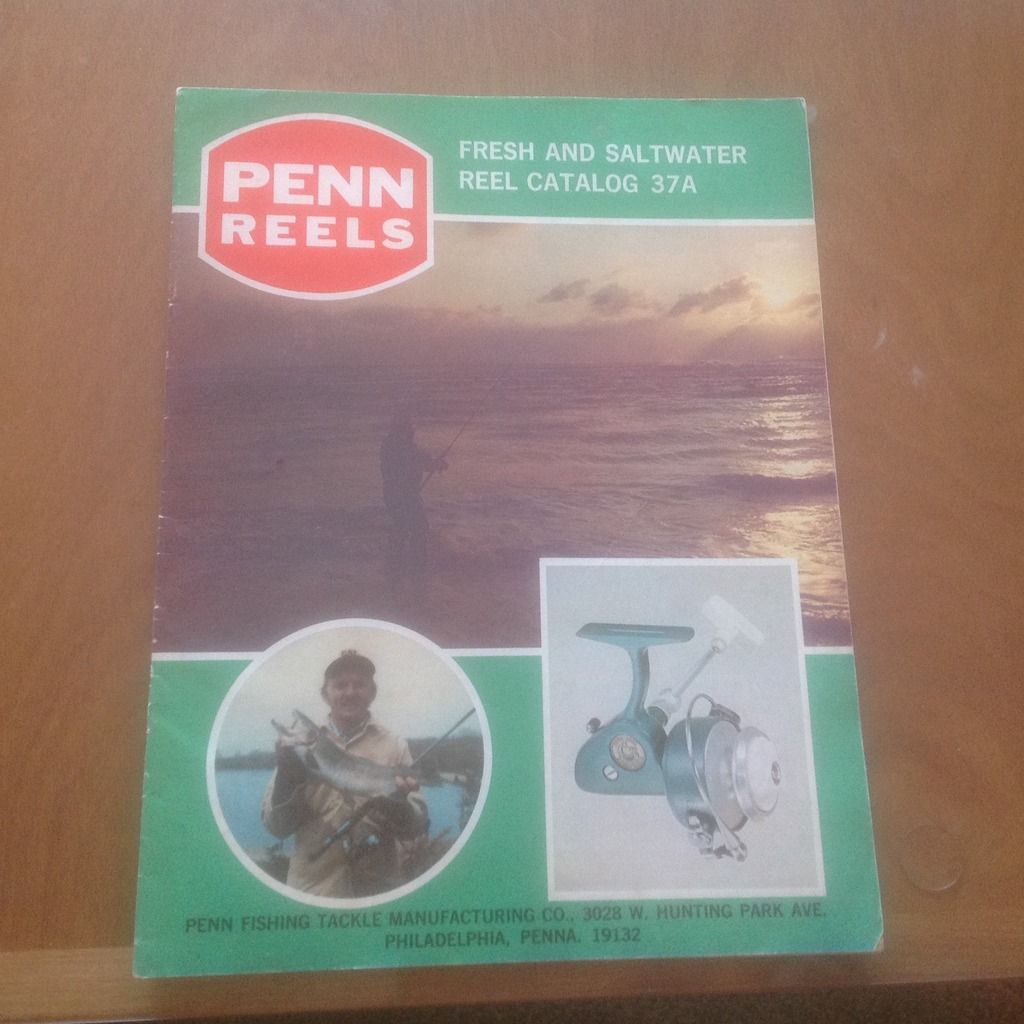 PENN
REELS
FRESH AND SALTWATER
REEL CATALOG 37A
PENN FISHING TACKLE MANUFACTURING CO., 3028 W. HUNTING PARK AVE.
PHILADELPHIA, PENNA. 19132